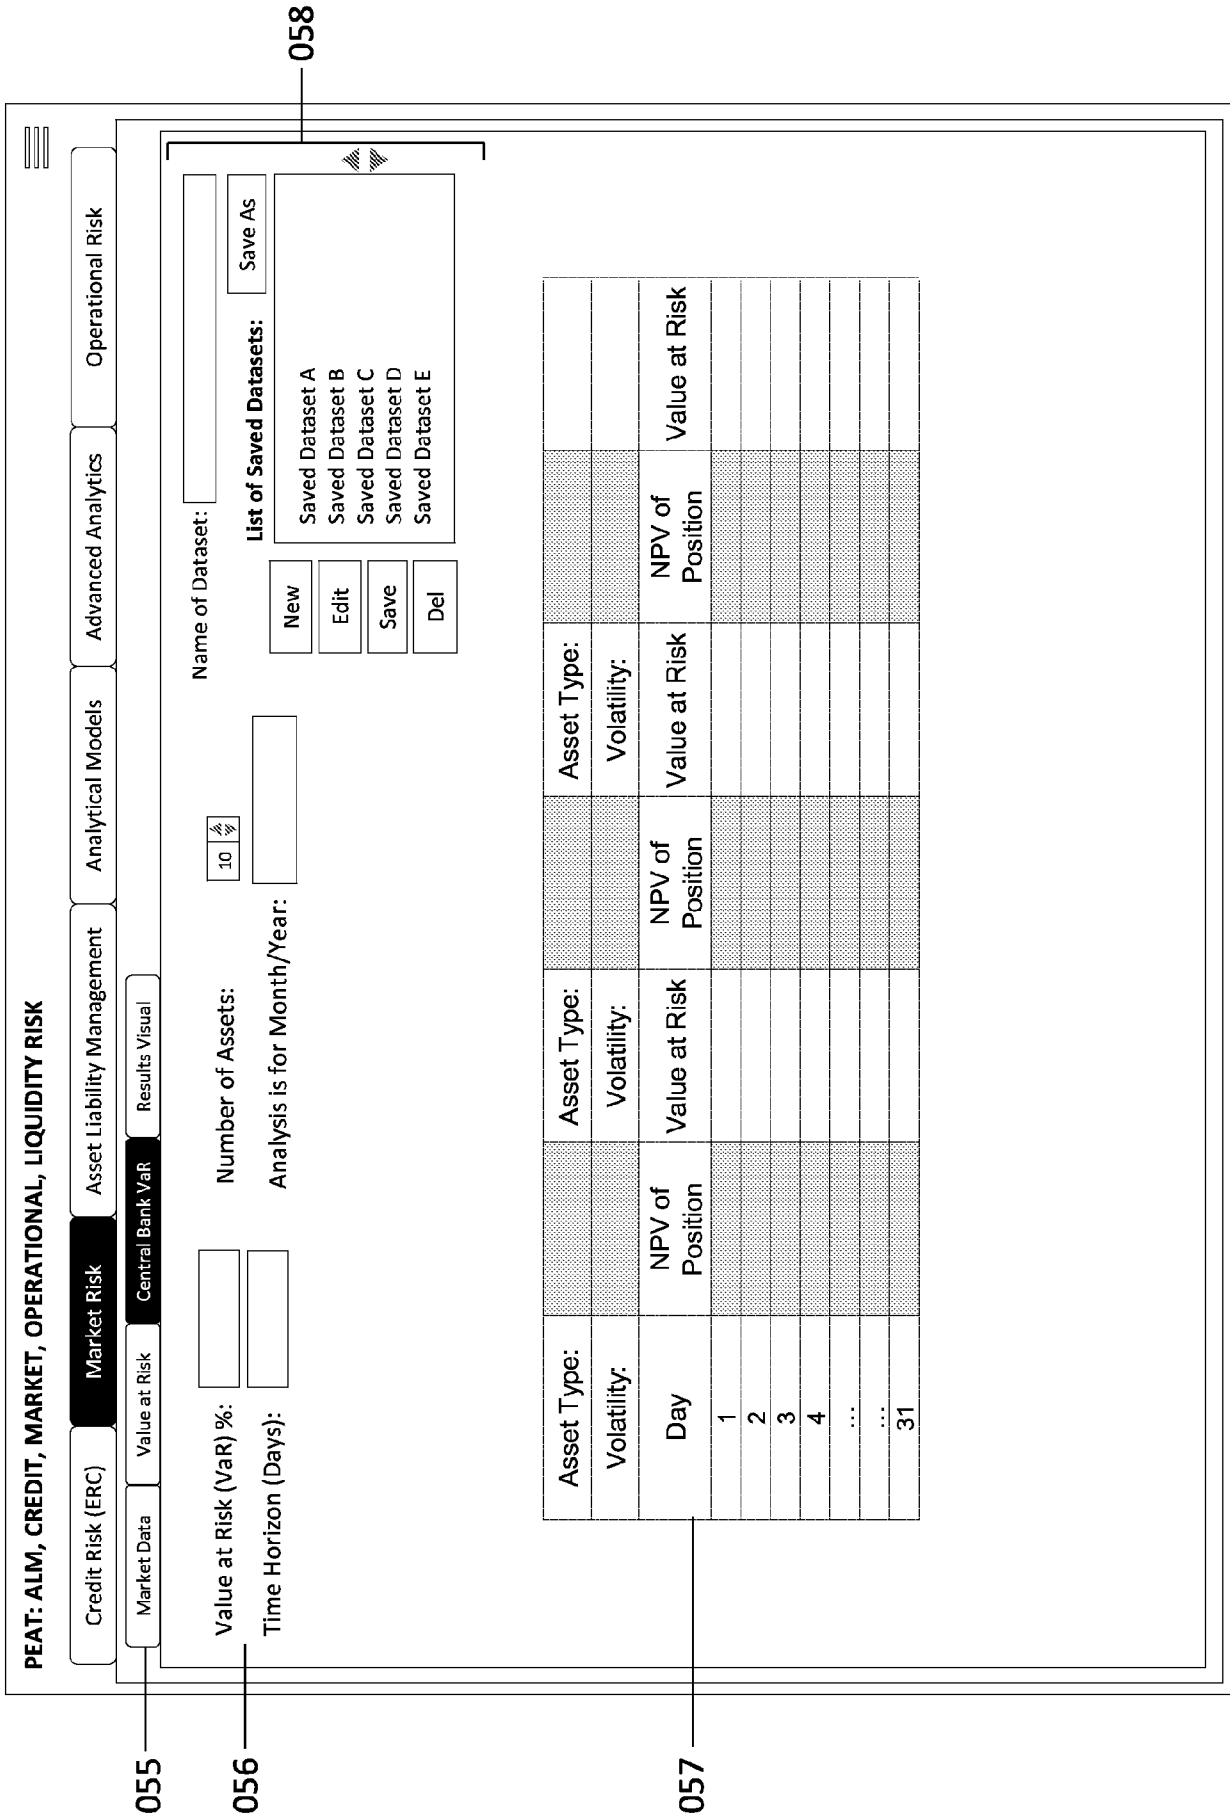 PEAT: ALM, CREDIT, MARKET, OPERATIONAL, LIQUIDITY RISK
Credit Risk (ERC) Market Risk Asset Liability Management Analytical Models Advanced Analytics Operational Risk
055
Market Data Value at Risk Central Bank VaR Results Visual
056
Value at Risk (VaR) %:
Time Horizon (Days):
Number of Assets: 10
Analysis is for Month/Year:
058
Name of Dataset:
Save As
List of Saved Datasets:
New
Edit
Save
Del
Saved Dataset A
Saved Dataset B
Saved Dataset C
Saved Dataset D
Saved Dataset E
057
Asset Type: Asset Type: Asset Type:
Volatility: Volatility: Volatility:
Day NPV of Position Value at Risk NPV of Position Value at Risk NPV of Position Value at Risk
1
2
3
4
...
...
31